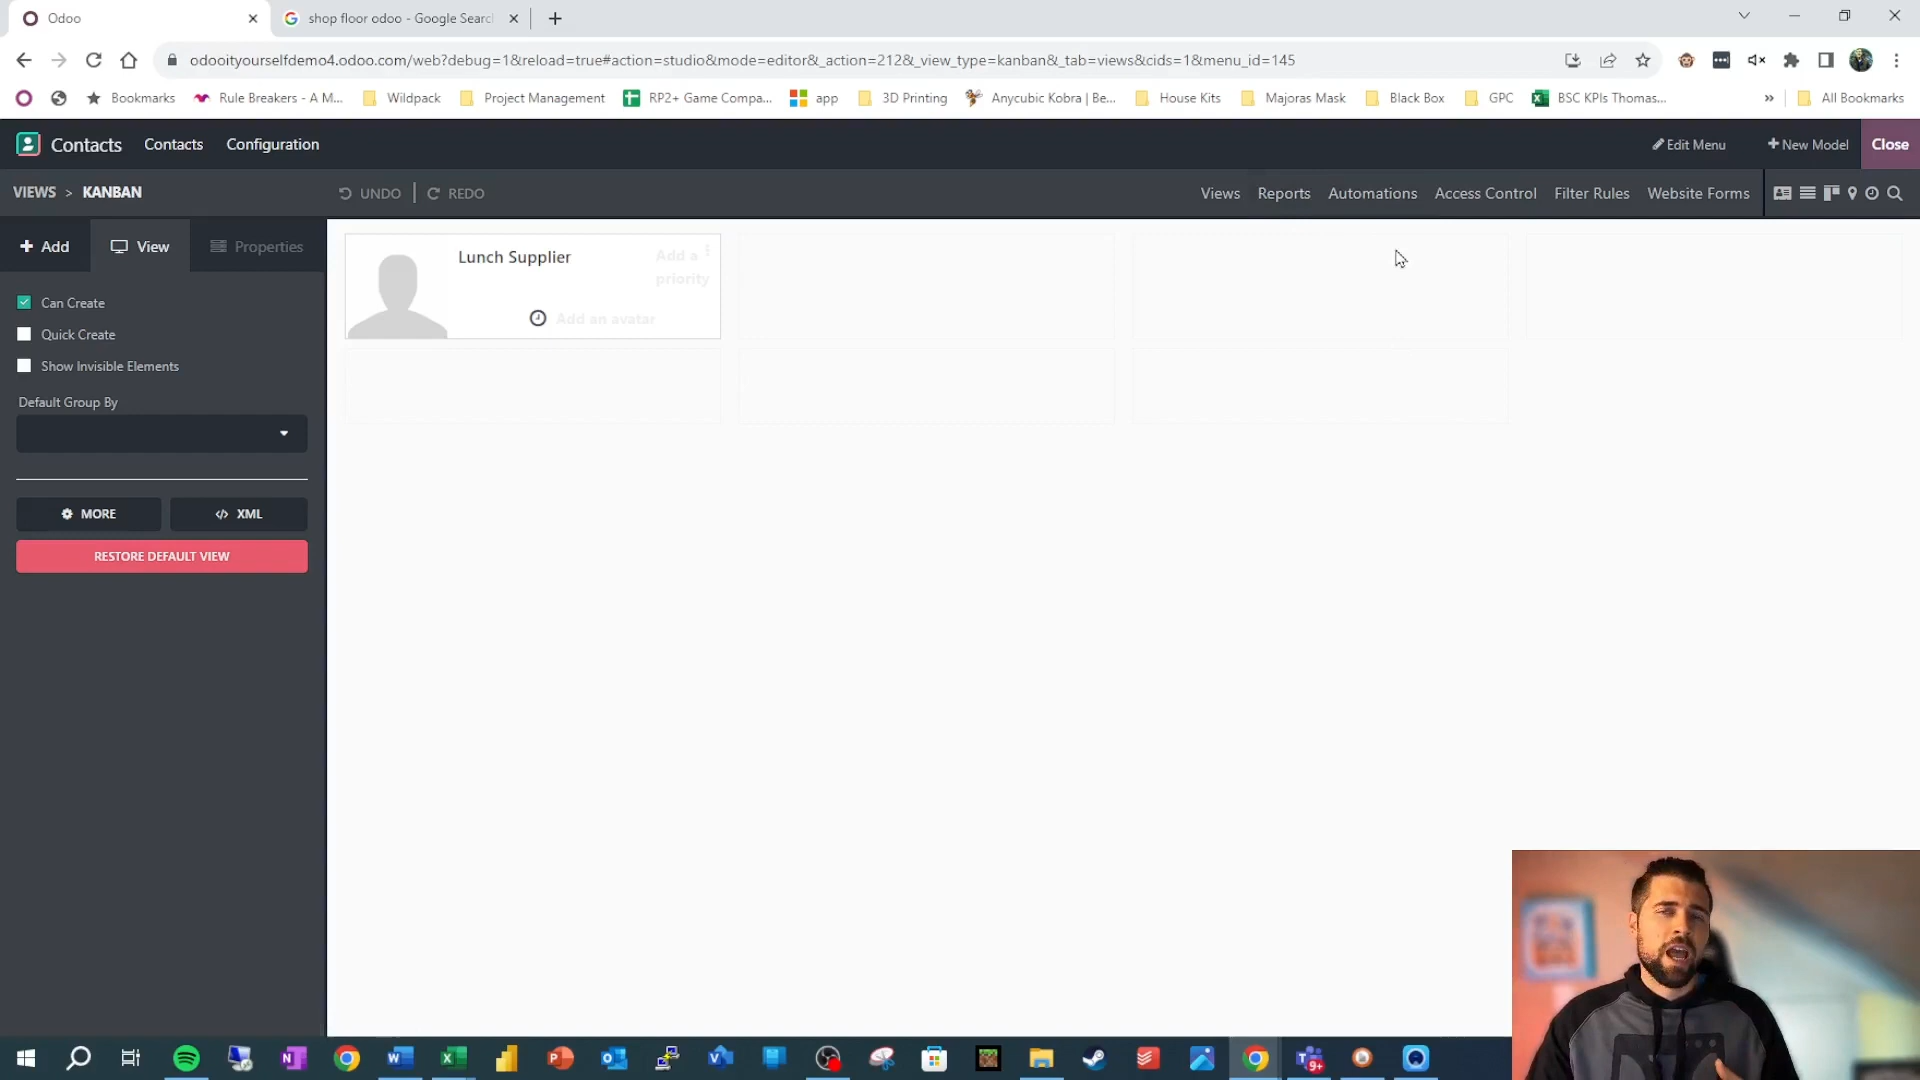 Odoo
shop floor odoo - Google Searc
odooityourselfdemo4.odoo.com/web?debug=1&reload=true#action=studio&mode=editor&_action=212&_view_type=kanban&_tab=views&cids=1&menu_id=145
Bookmarks
Rule Breakers - A M...
Wildpack
Project Management
RP2+ Game Compa...
app
3D Printing
Anycubic Kobra | Be...
House Kits
Majoras Mask
Black Box
GPC
BSC KPIs Thomas...
»
All Bookmarks
Contacts
Contacts
Configuration
Edit Menu
+ New Model
Close
VIEWS > KANBAN
UNDO
REDO
Views
Reports
Automations
Access Control
Filter Rules
Website Forms
+ Add
View
Properties
Can Create
Quick Create
Show Invisible Elements
Default Group By
MORE
</> XML
RESTORE DEFAULT VIEW
Lunch Supplier
Add a
priority
Add an avatar
9+